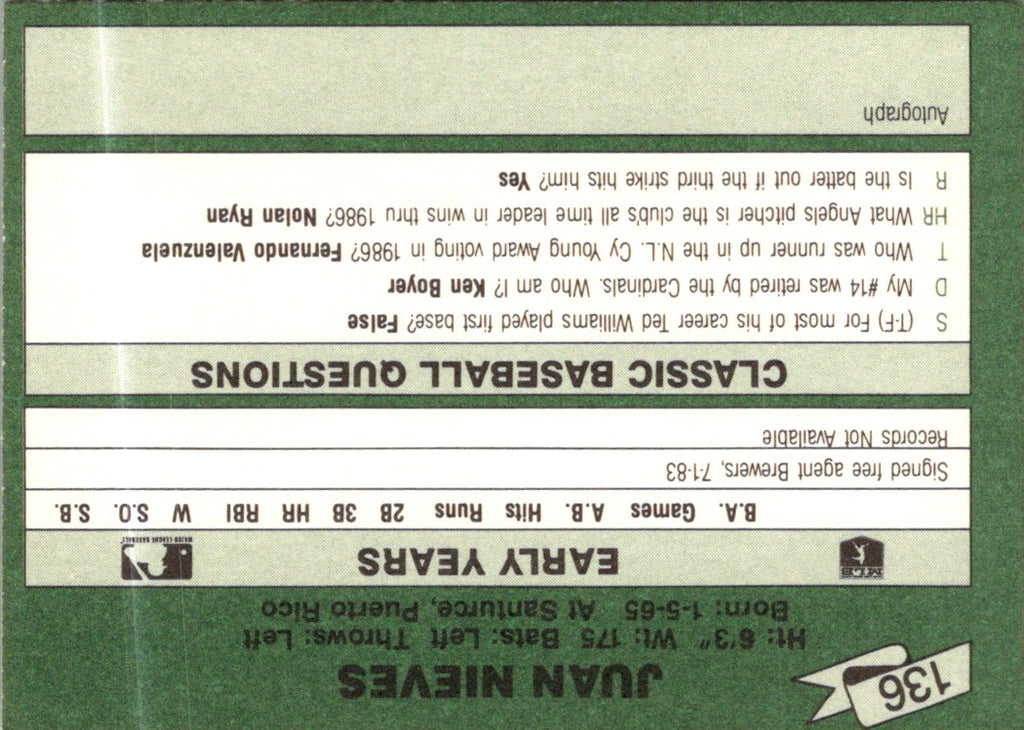 136
JUAN NIEVES
Ht: 6'3" Wt: 175 Bats: Left Throws: Left
Born: 1-5-65 At Santurce, Puerto Rico
EARLY YEARS
MAJOR LEAGUE BASEBALL
B.A. Games A.B. Hits Runs 2B 3B HR RBI W S.O. S.B.
Signed free agent Brewers, 7-1-83
Records Not Available
CLASSIC BASEBALL QUESTIONS
S (T-F) For most of his career Ted Williams played first base? False
D My #14 was retired by the Cardinals. Who am I? Ken Boyer
T Who was runner up in the N.L. Cy Young Award voting in 1986? Fernando Valenzuela
HR What Angels pitcher is the club's all time leader in wins thru 1986? Nolan Ryan
R Is the batter out if the third strike hits him? Yes
Autograph